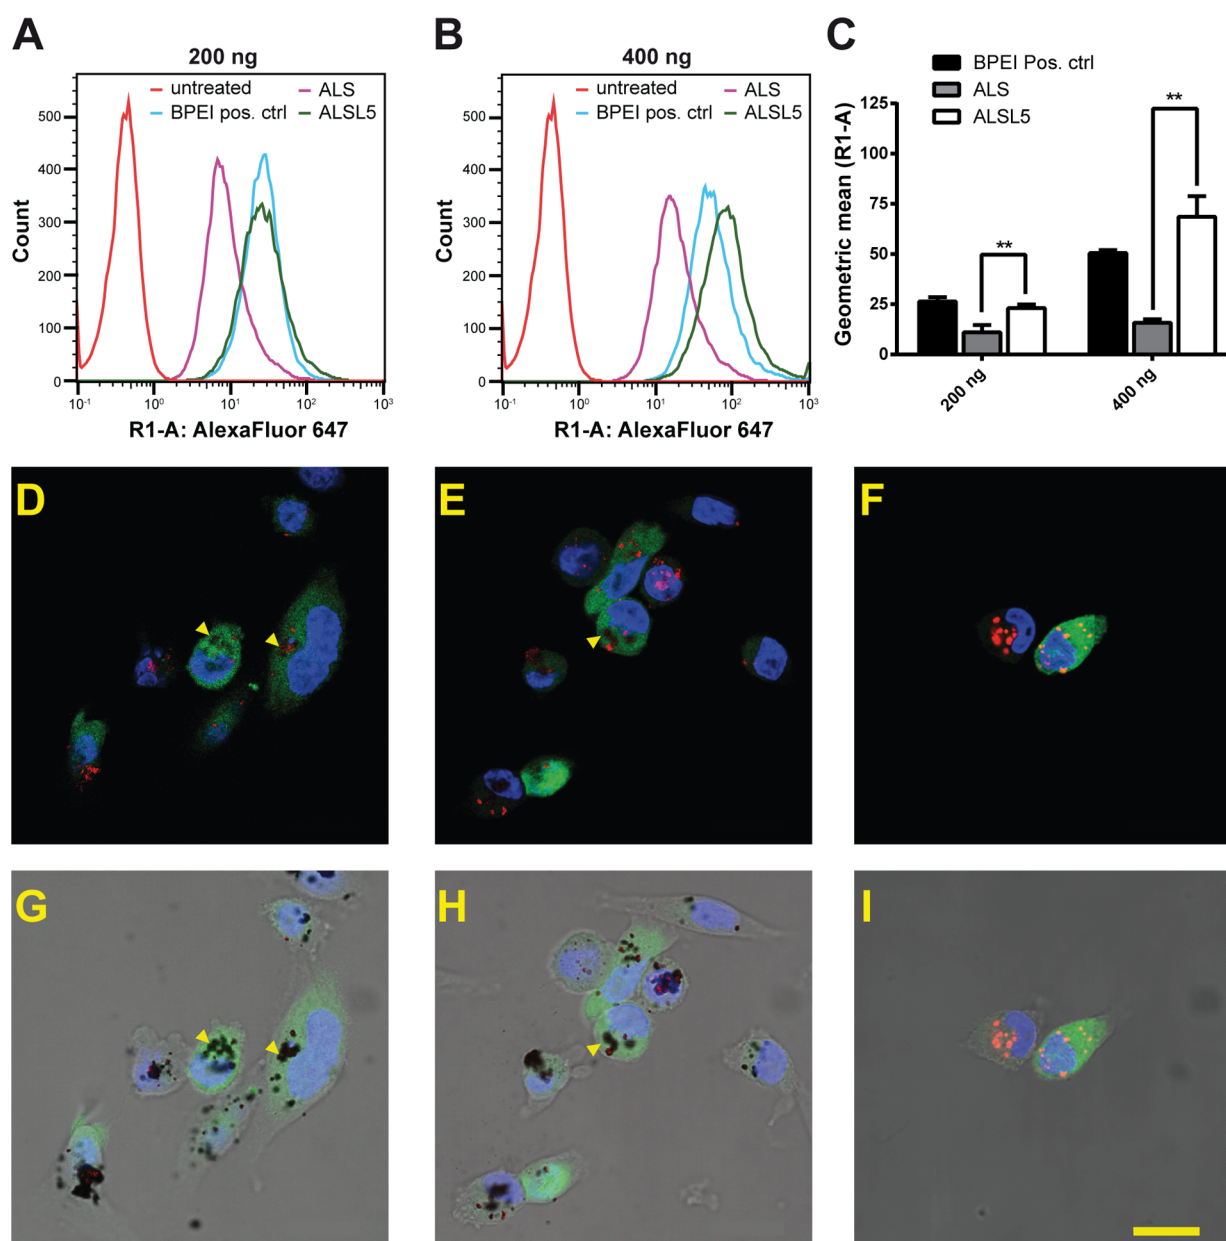 A
200 ng
untreated
BPEI pos. ctrl
ALS
ALSL5
Count
500
400
300
200
100
0
10-1
100
101
102
103
R1-A: AlexaFluor 647
B
400 ng
untreated
BPEI pos. ctrl
ALS
ALSL5
Count
500
400
300
200
100
0
10-1
100
101
102
103
R1-A: AlexaFluor 647
C
BPEI Pos. ctrl
ALS
ALSL5
Geometric mean (R1-A)
125
100
75
50
25
0
**
**
200 ng
400 ng
D
E
F
G
H
I